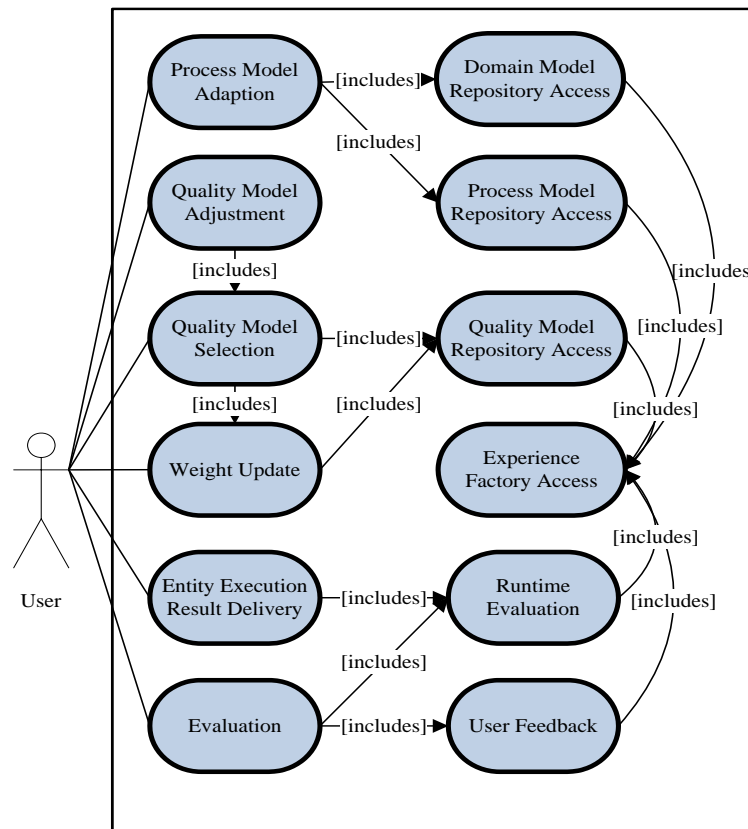 Process Model
Adaption
[includes]
Domain Model
Repository Access
[includes]
Quality Model
Adjustment
Process Model
Repository Access
[includes]
[includes]
Quality Model
Selection
[includes]
Quality Model
Repository Access
[includes]
[includes]
[includes]
[includes]
Weight Update
Experience
Factory Access
[includes]
Entity Execution
Result Delivery
[includes]
Runtime
Evaluation
[includes]
User
[includes]
Evaluation
[includes]
User Feedback